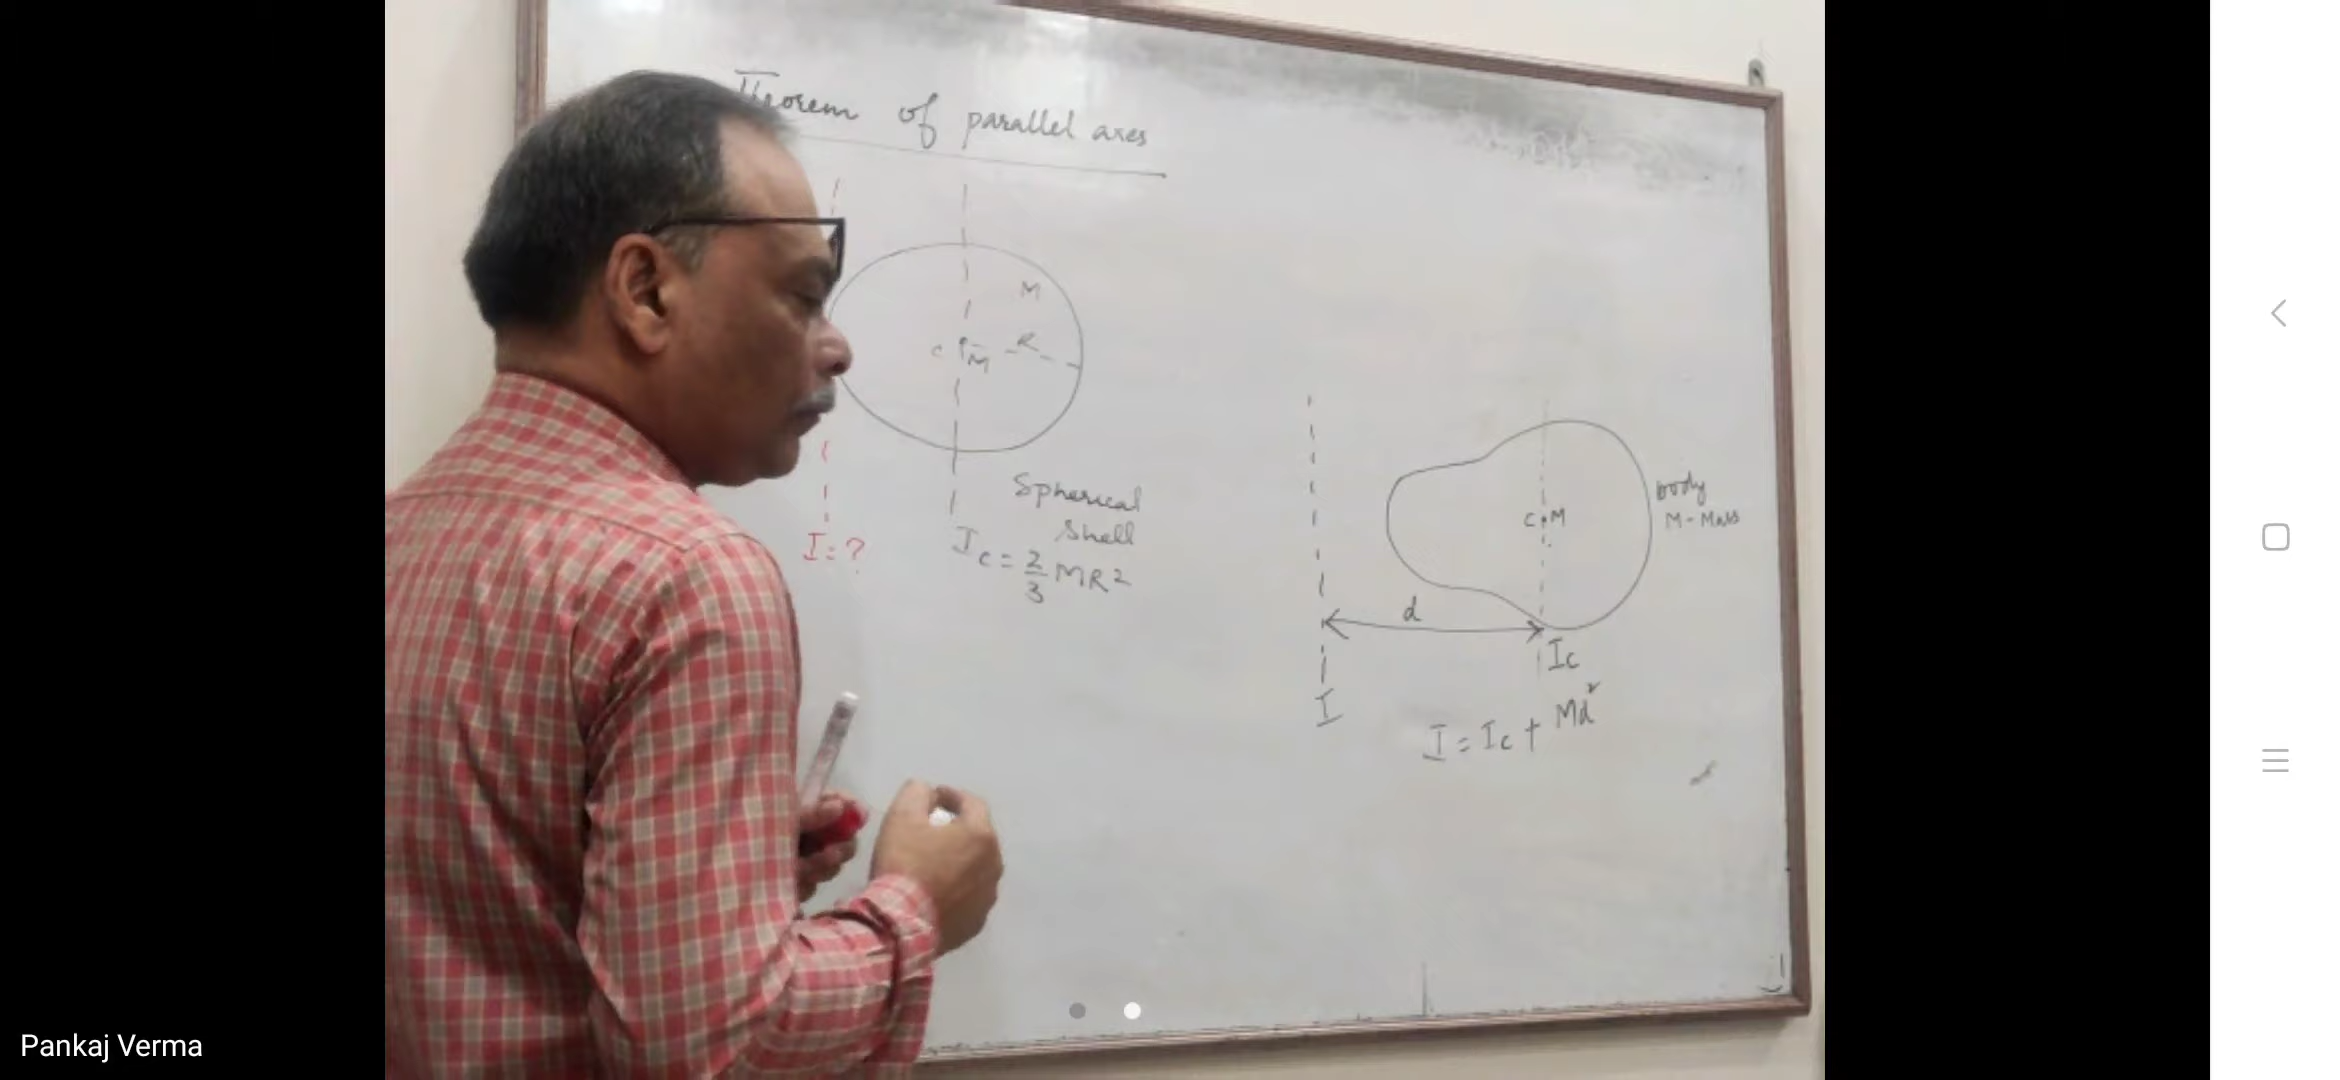 Theorem of parallel axes
M
C M
R
Spherical
Shell
I = ?
Ic = 2/3 MR²
C M
body
M - Mass
d
Ic
I
I = Ic + Md²
Pankaj Verma